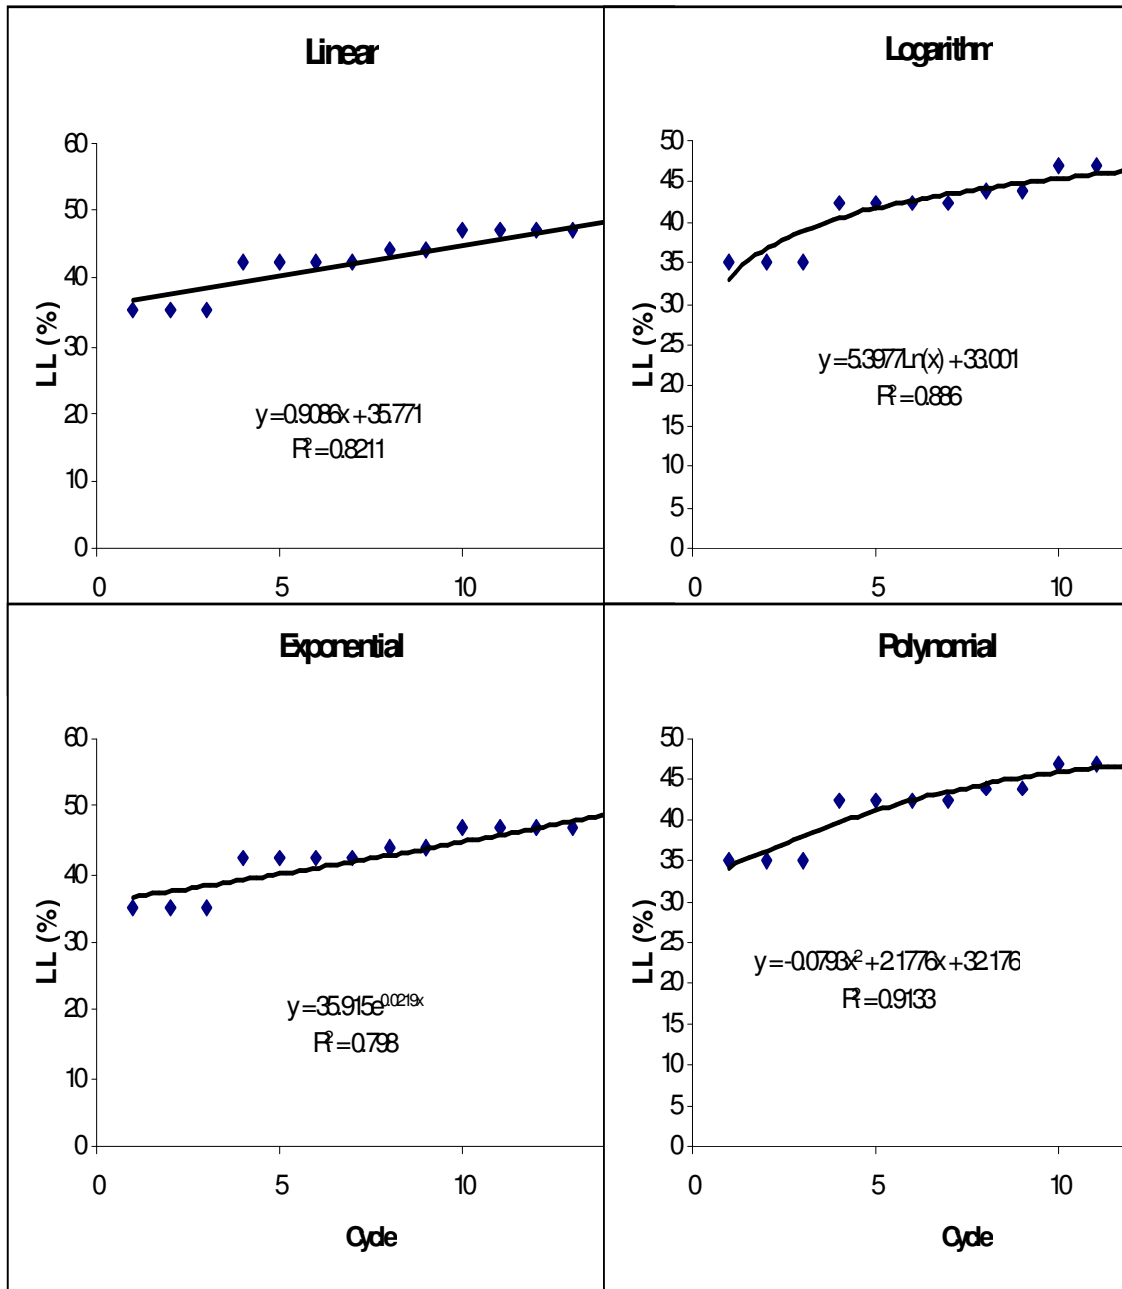 Linear
60
50
40
30
20
10
0
LL (%)
y = 0.9086x + 35.771
R² = 0.8211
0 5 10
Logarithm
50
45
40
35
30
25
20
15
10
5
0
LL (%)
y = 5.3977Ln(x) + 33.001
R² = 0.886
0 5 10
Exponential
60
50
40
30
20
10
0
LL (%)
y = 35.915e^0.0219x
R² = 0.798
0 5 10
Cycle
Polynomial
50
45
40
35
30
25
20
15
10
5
0
LL (%)
y = -0.0793x² + 2.1776x + 32.176
R² = 0.9133
0 5 10
Cycle